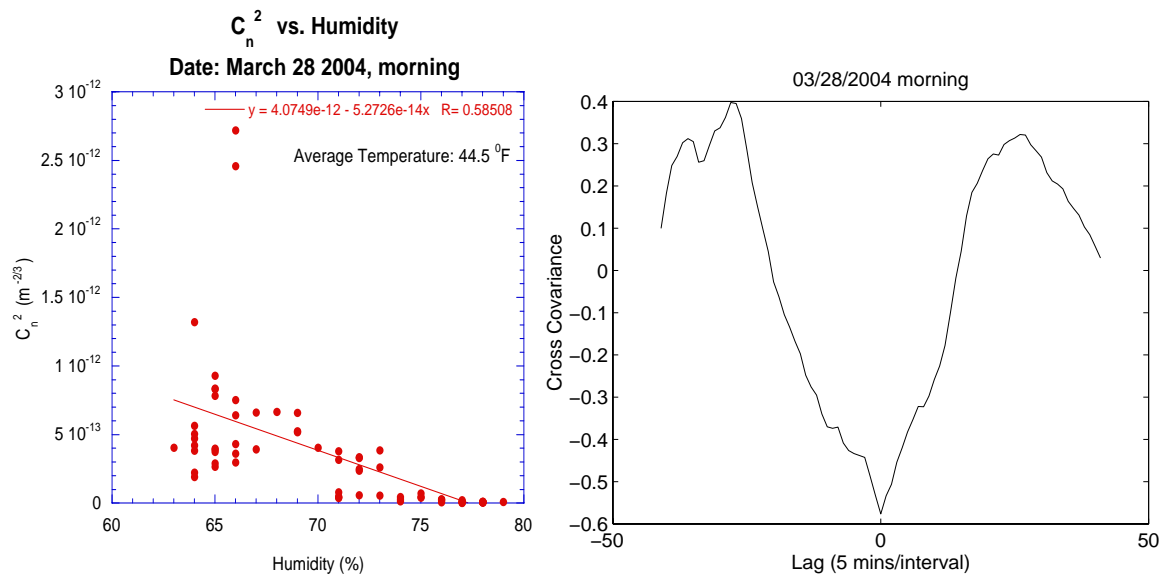 C_n^2 vs. Humidity
Date: March 28 2004, morning
y = 4.0749e-12 - 5.2726e-14x R= 0.58508
Average Temperature: 44.5 ^0F
3 10^-12
2.5 10^-12
2 10^-12
1.5 10^-12
1 10^-12
5 10^-13
0
C_n^2 (m^-2/3)
60 65 70 75 80
Humidity (%)
03/28/2004 morning
0.4
0.3
0.2
0.1
0
−0.1
−0.2
−0.3
−0.4
−0.5
−0.6
Cross Covariance
−50 0 50
Lag (5 mins/interval)